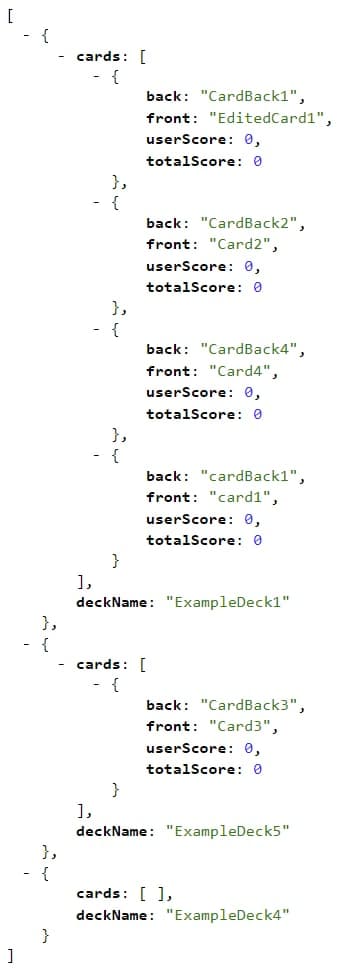 [
- {
- cards: [
- {
back: "CardBack1",
front: "EditedCard1",
userScore: 0,
totalScore: 0
},
- {
back: "CardBack2",
front: "Card2",
userScore: 0,
totalScore: 0
},
- {
back: "CardBack4",
front: "Card4",
userScore: 0,
totalScore: 0
},
- {
back: "cardBack1",
front: "card1",
userScore: 0,
totalScore: 0
}
],
deckName: "ExampleDeck1"
},
- {
- cards: [
- {
back: "CardBack3",
front: "Card3",
userScore: 0,
totalScore: 0
}
],
deckName: "ExampleDeck5"
},
- {
cards: [ ],
deckName: "ExampleDeck4"
}
]